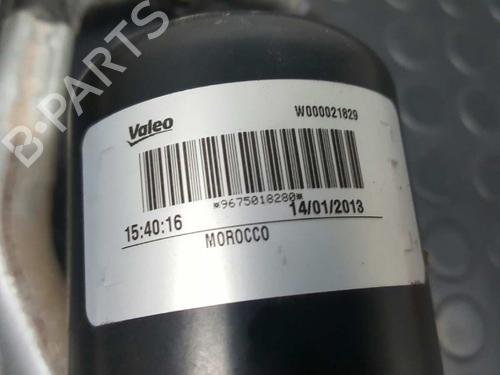 B-PARTS
Valeo
W000021829
*9675018280*
15:40:16
14/01/2013
MOROCCO